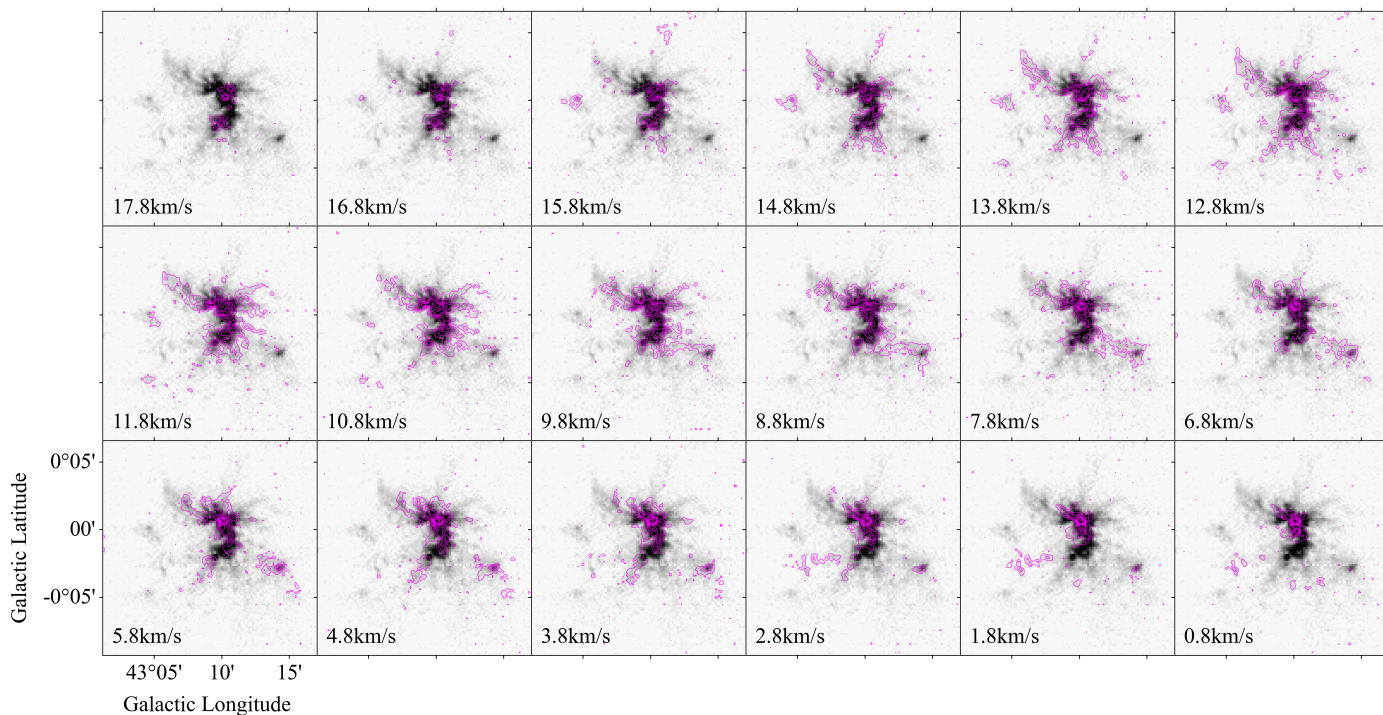 17.8km/s
16.8km/s
15.8km/s
14.8km/s
13.8km/s
12.8km/s
11.8km/s
10.8km/s
9.8km/s
8.8km/s
7.8km/s
6.8km/s
0°05'
00'
-0°05'
Galactic Latitude
5.8km/s
4.8km/s
3.8km/s
2.8km/s
1.8km/s
0.8km/s
43°05' 10' 15'
Galactic Longitude